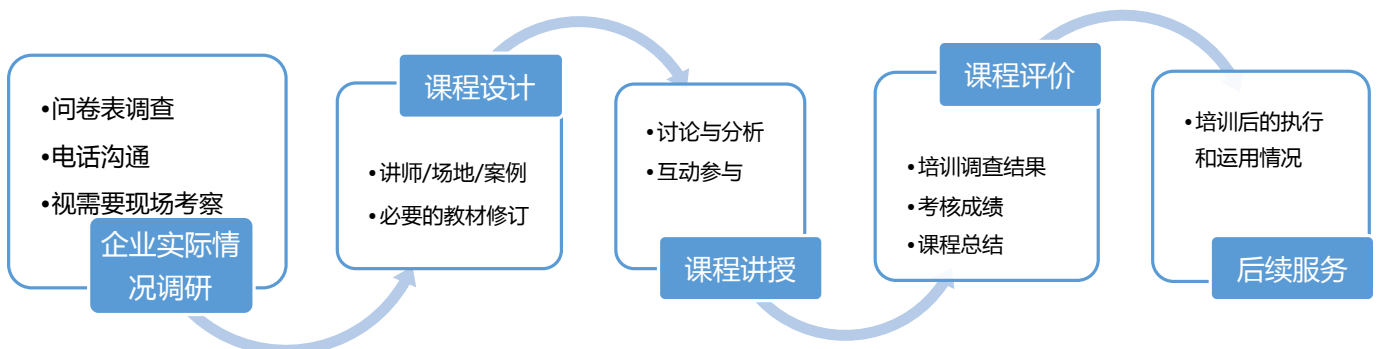 •问卷表调查
•电话沟通
•视需要现场考察
企业实际情
况调研
课程设计
•讲师/场地/案例
•必要的教材修订
•讨论与分析
•互动参与
课程讲授
课程评价
•培训调查结果
•考核成绩
•课程总结
•培训后的执行
和运用情况
后续服务